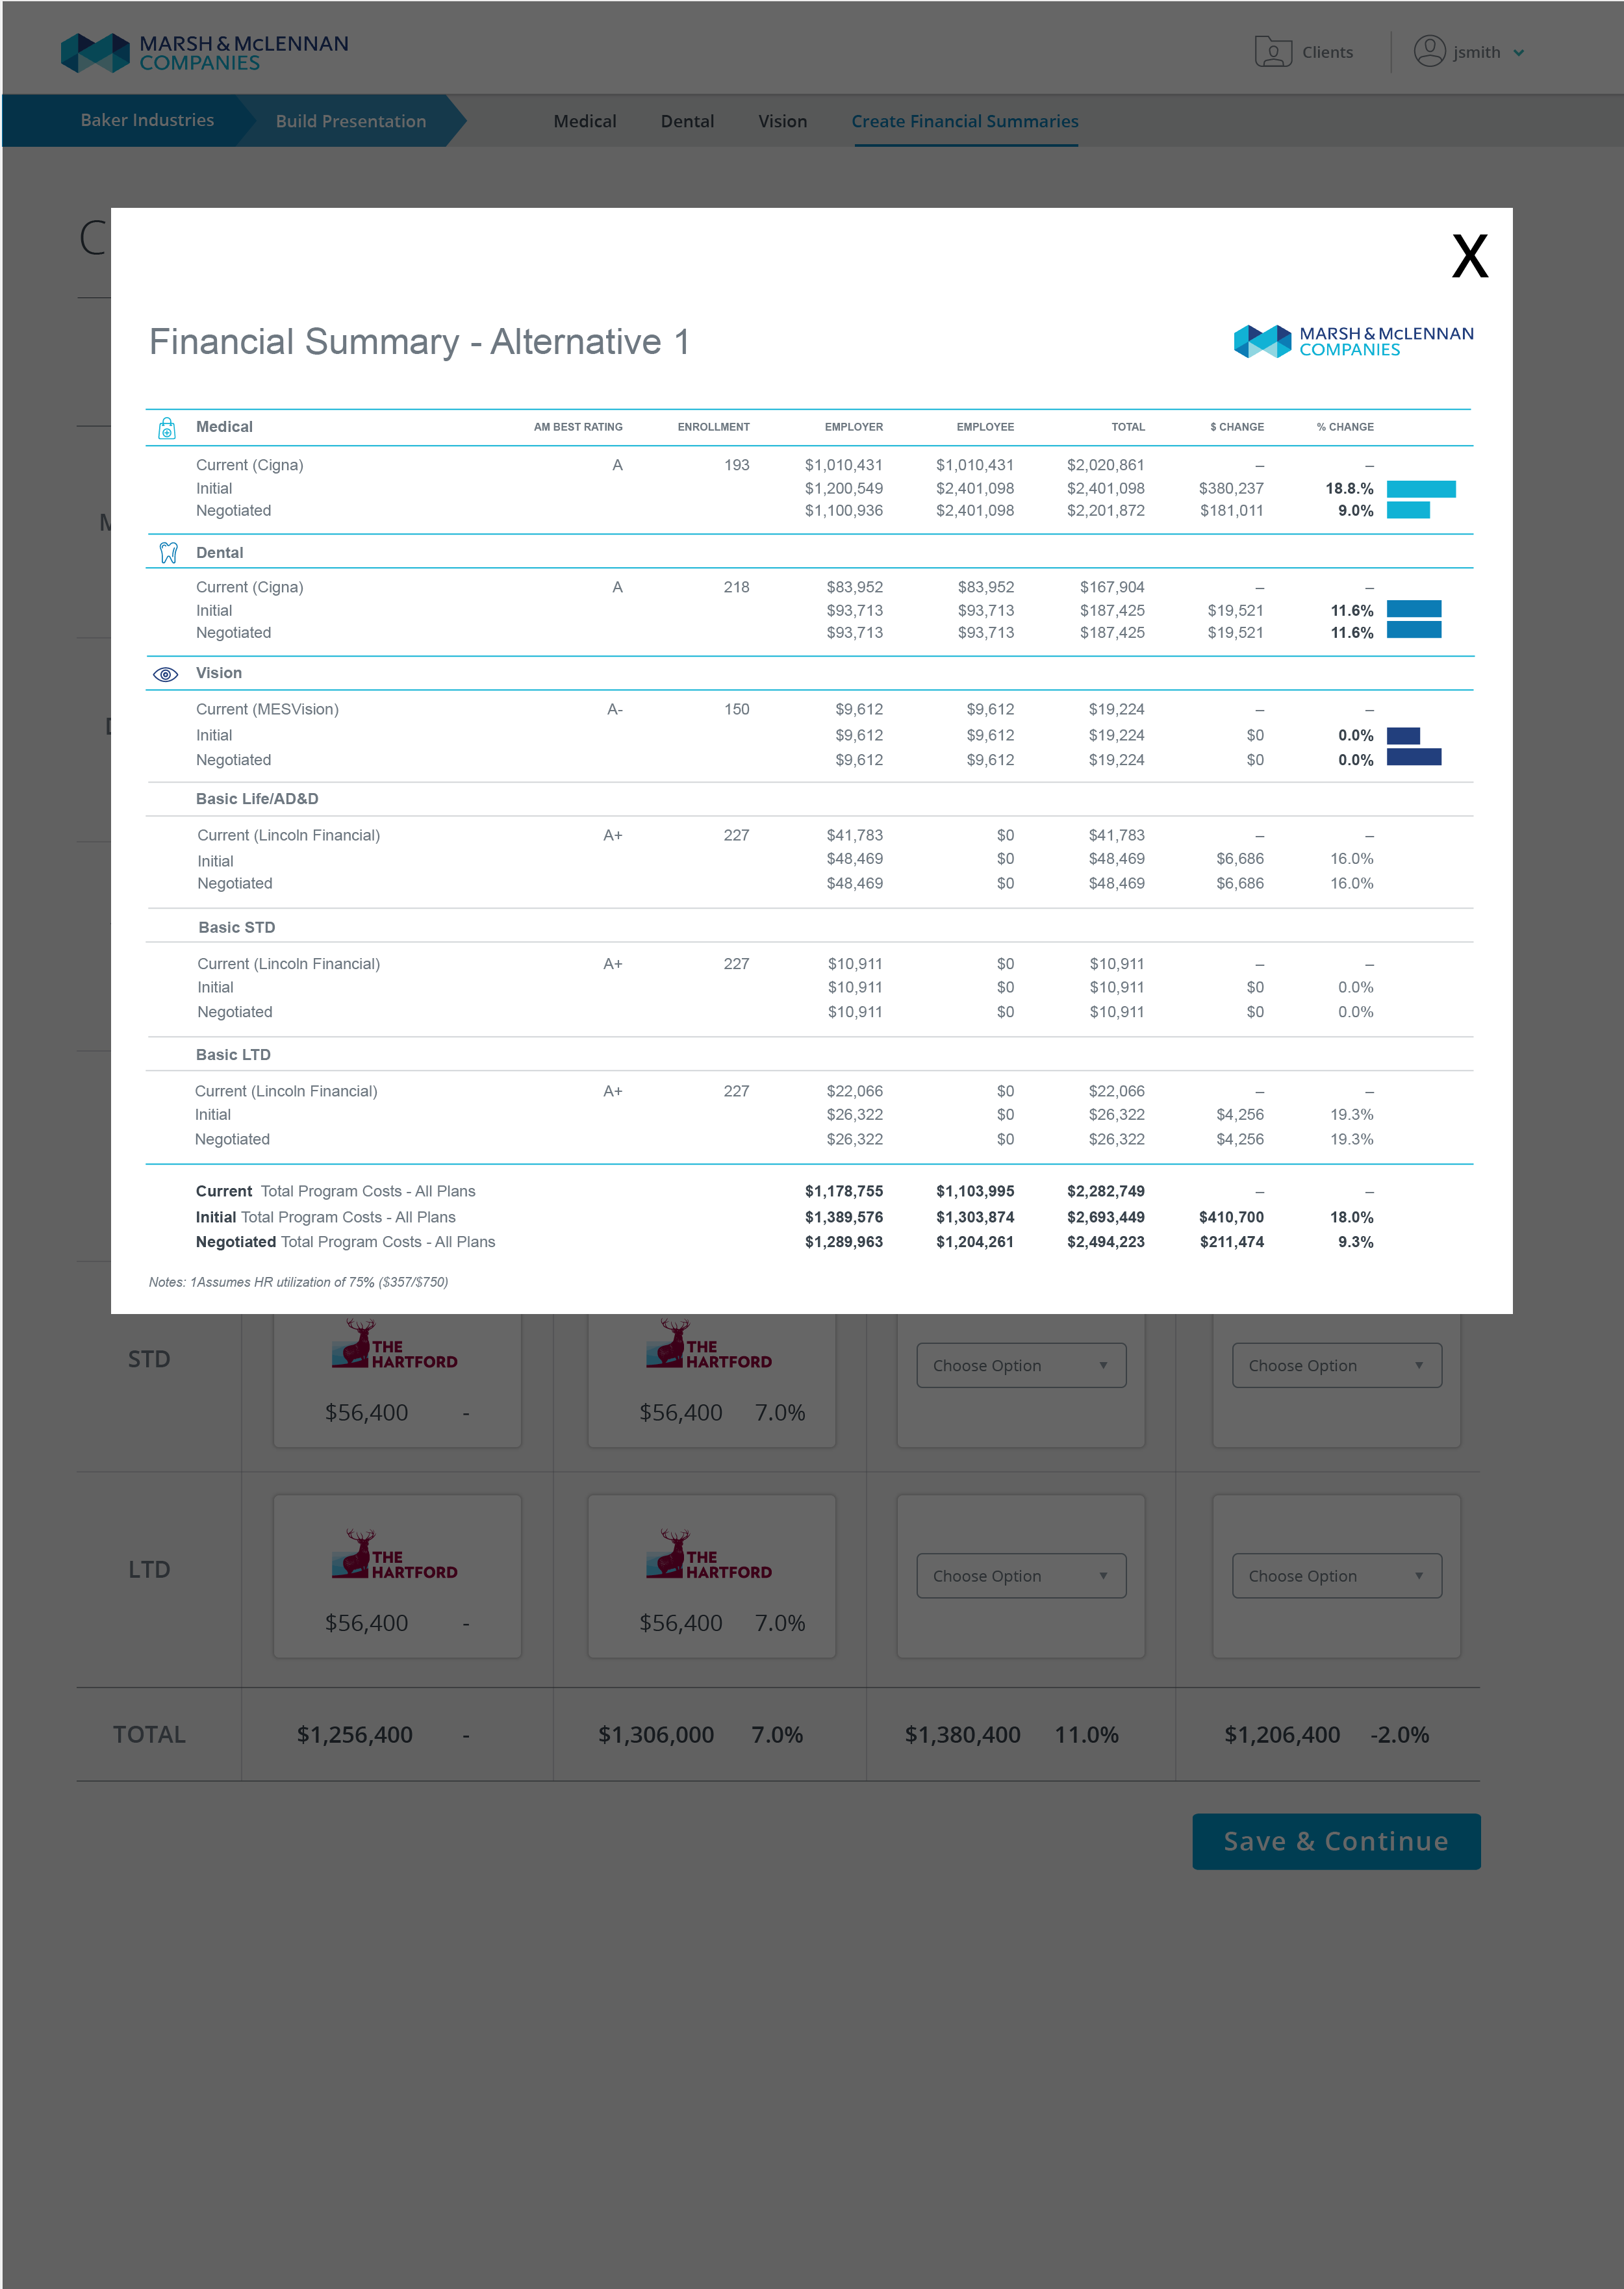 MARSH & McLENNAN
COMPANIES
Clients
jsmith
Baker Industries
Build Presentation
Medical
Dental
Vision
Create Financial Summaries
C
X
Financial Summary - Alternative 1
MARSH & McLENNAN
COMPANIES
Medical AM BEST RATING ENROLLMENT EMPLOYER EMPLOYEE TOTAL $ CHANGE % CHANGE
Current (Cigna) A 193 $1,010,431 $1,010,431 $2,020,861 – –
Initial $1,200,549 $2,401,098 $2,401,098 $380,237 18.8.%
Negotiated $1,100,936 $2,401,098 $2,201,872 $181,011 9.0%
Dental
Current (Cigna) A 218 $83,952 $83,952 $167,904 – –
Initial $93,713 $93,713 $187,425 $19,521 11.6%
Negotiated $93,713 $93,713 $187,425 $19,521 11.6%
Vision
Current (MESVision) A- 150 $9,612 $9,612 $19,224 – –
Initial $9,612 $9,612 $19,224 $0 0.0%
Negotiated $9,612 $9,612 $19,224 $0 0.0%
Basic Life/AD&D
Current (Lincoln Financial) A+ 227 $41,783 $0 $41,783 – –
Initial $48,469 $0 $48,469 $6,686 16.0%
Negotiated $48,469 $0 $48,469 $6,686 16.0%
Basic STD
Current (Lincoln Financial) A+ 227 $10,911 $0 $10,911 – –
Initial $10,911 $0 $10,911 $0 0.0%
Negotiated $10,911 $0 $10,911 $0 0.0%
Basic LTD
Current (Lincoln Financial) A+ 227 $22,066 $0 $22,066 – –
Initial $26,322 $0 $26,322 $4,256 19.3%
Negotiated $26,322 $0 $26,322 $4,256 19.3%
Current Total Program Costs - All Plans $1,178,755 $1,103,995 $2,282,749 – –
Initial Total Program Costs - All Plans $1,389,576 $1,303,874 $2,693,449 $410,700 18.0%
Negotiated Total Program Costs - All Plans $1,289,963 $1,204,261 $2,494,223 $211,474 9.3%
Notes: 1Assumes HR utilization of 75% ($357/$750)
STD
THE
HARTFORD
$56,400 -
THE
HARTFORD
$56,400 7.0%
Choose Option
Choose Option
LTD
THE
HARTFORD
$56,400 -
THE
HARTFORD
$56,400 7.0%
Choose Option
Choose Option
TOTAL $1,256,400 - $1,306,000 7.0% $1,380,400 11.0% $1,206,400 -2.0%
Save & Continue